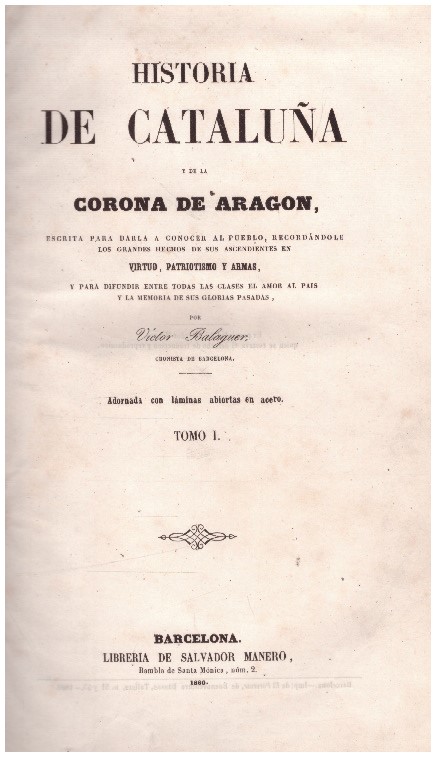 HISTORIA
DE CATALUÑA
Y DE LA
CORONA DE ARAGON,
ESCRITA PARA DARLA A CONOCER AL PUEBLO, RECORDÁNDOLE
LOS GRANDES HECHOS DE SUS ASCENDIENTES EN
VIRTUD, PATRIOTISMO Y ARMAS,
Y PARA DIFUNDIR ENTRE TODAS LAS CLASES EL AMOR AL PAIS
Y LA MEMORIA DE SUS GLORIAS PASADAS,
POR
Víctor Balaguer,
CRONISTA DE BARCELONA.
Adornada con láminas abiertas en acero.
TOMO I.
BARCELONA.
LIBRERIA DE SALVADOR MANERO,
Rambla de Santa Mónica, núm. 2.
1860.